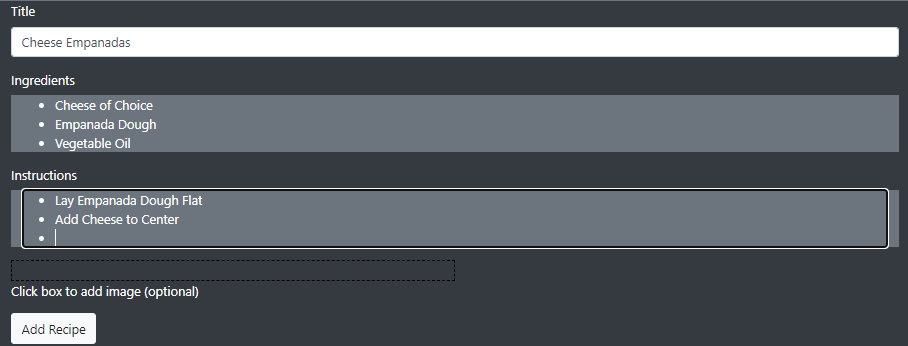 Title
Cheese Empanadas
Ingredients
• Cheese of Choice
• Empanada Dough
• Vegetable Oil
Instructions
• Lay Empanada Dough Flat
• Add Cheese to Center
•
Click box to add image (optional)
Add Recipe